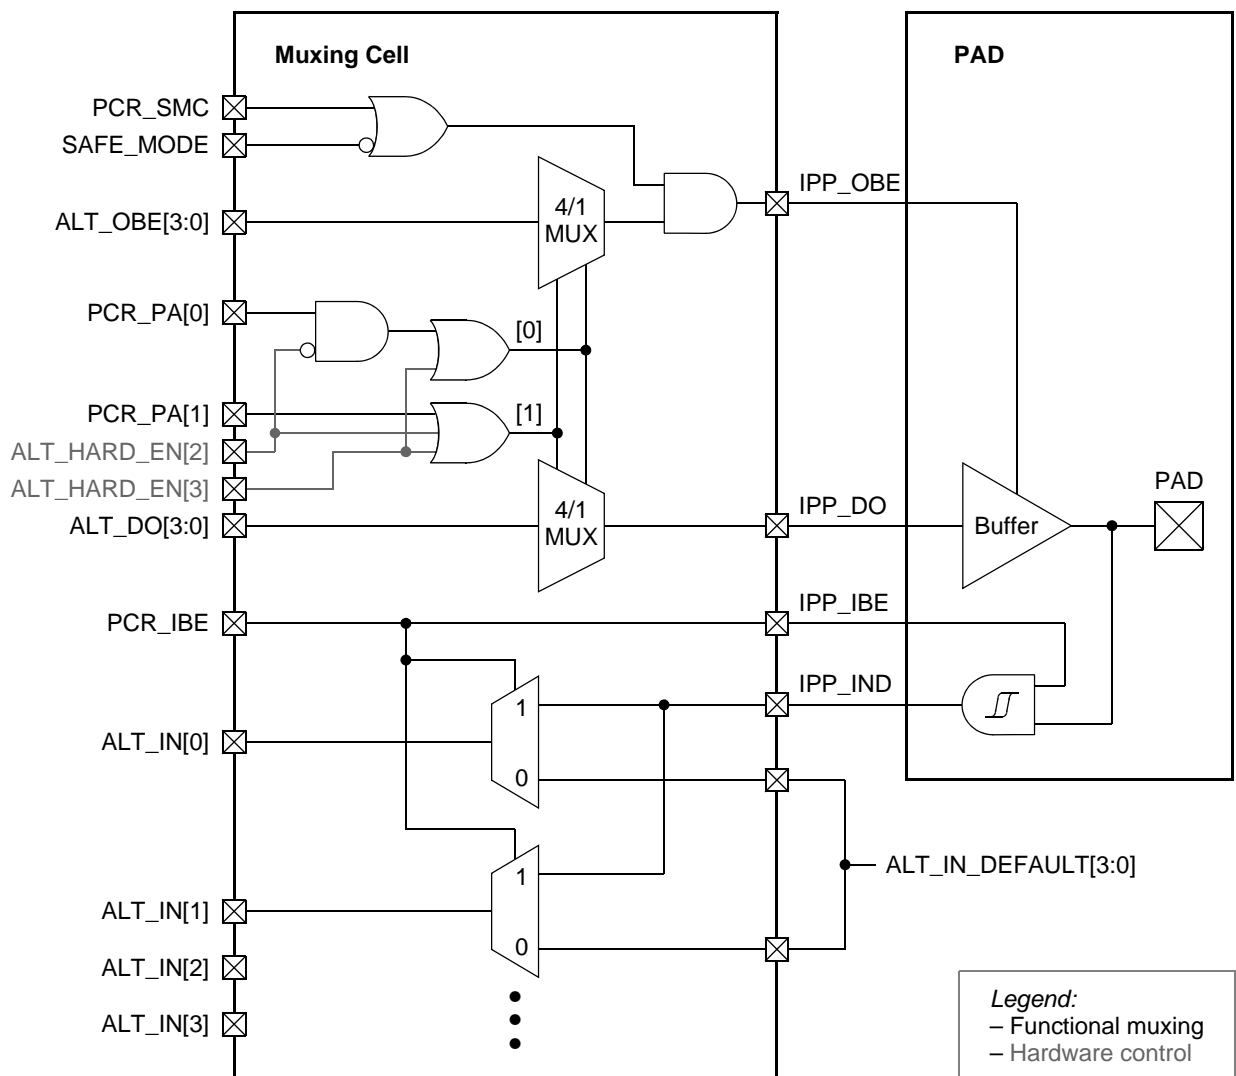 Muxing Cell
PAD
PCR_SMC
SAFE_MODE
IPP_OBE
4/1
MUX
ALT_OBE[3:0]
PCR_PA[0]
[0]
PCR_PA[1]
[1]
ALT_HARD_EN[2]
ALT_HARD_EN[3]
PAD
ALT_DO[3:0]
4/1
MUX
IPP_DO
Buffer
PCR_IBE
IPP_IBE
IPP_IND
1
ALT_IN[0]
0
ALT_IN_DEFAULT[3:0]
1
ALT_IN[1]
0
ALT_IN[2]
ALT_IN[3]
Legend:
– Functional muxing
– Hardware control